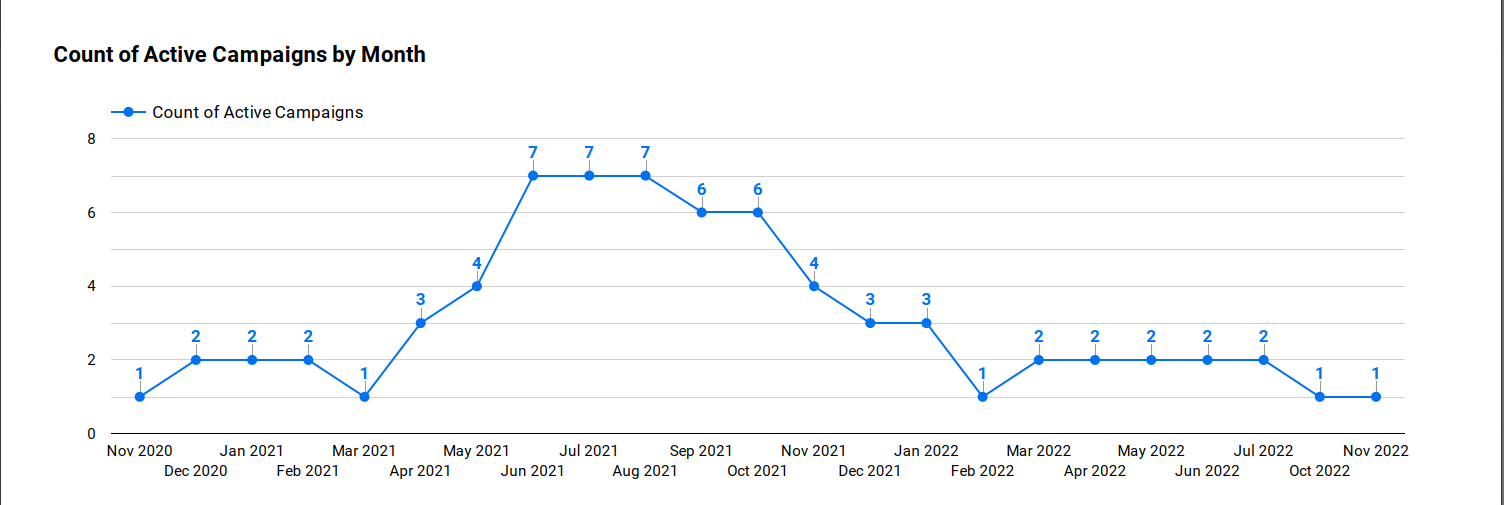 Count of Active Campaigns by Month
Count of Active Campaigns
8
7 7 7
6 6
6
4 4
4
3 3 3
2 2 2 2 2 2 2 2
2
1 1 1 1 1
0
Nov 2020 Jan 2021 Mar 2021 May 2021 Jul 2021 Sep 2021 Nov 2021 Jan 2022 Mar 2022 May 2022 Jul 2022 Nov 2022
Dec 2020 Feb 2021 Apr 2021 Jun 2021 Aug 2021 Oct 2021 Dec 2021 Feb 2022 Apr 2022 Jun 2022 Oct 2022